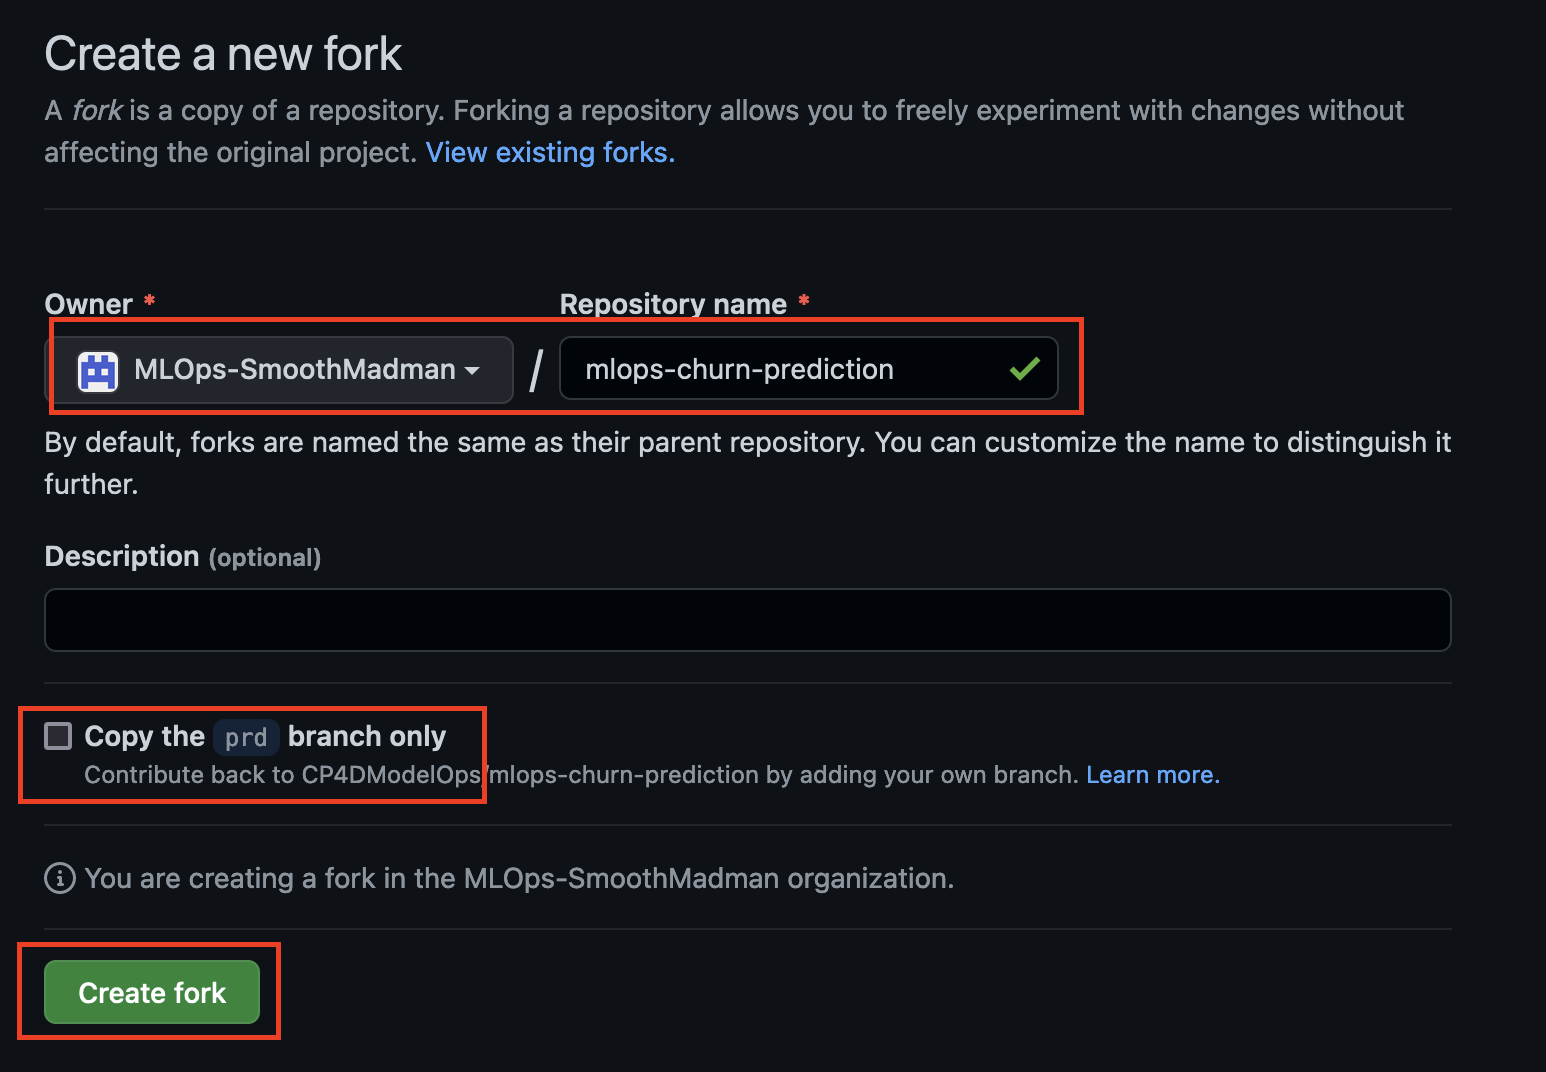 Create a new fork
A fork is a copy of a repository. Forking a repository allows you to freely experiment with changes without
affecting the original project. View existing forks.
Owner * Repository name *
MLOps-SmoothMadman / mlops-churn-prediction
By default, forks are named the same as their parent repository. You can customize the name to distinguish it
further.
Description (optional)
Copy the prd branch only
Contribute back to CP4DModelOps/mlops-churn-prediction by adding your own branch. Learn more.
You are creating a fork in the MLOps-SmoothMadman organization.
Create fork